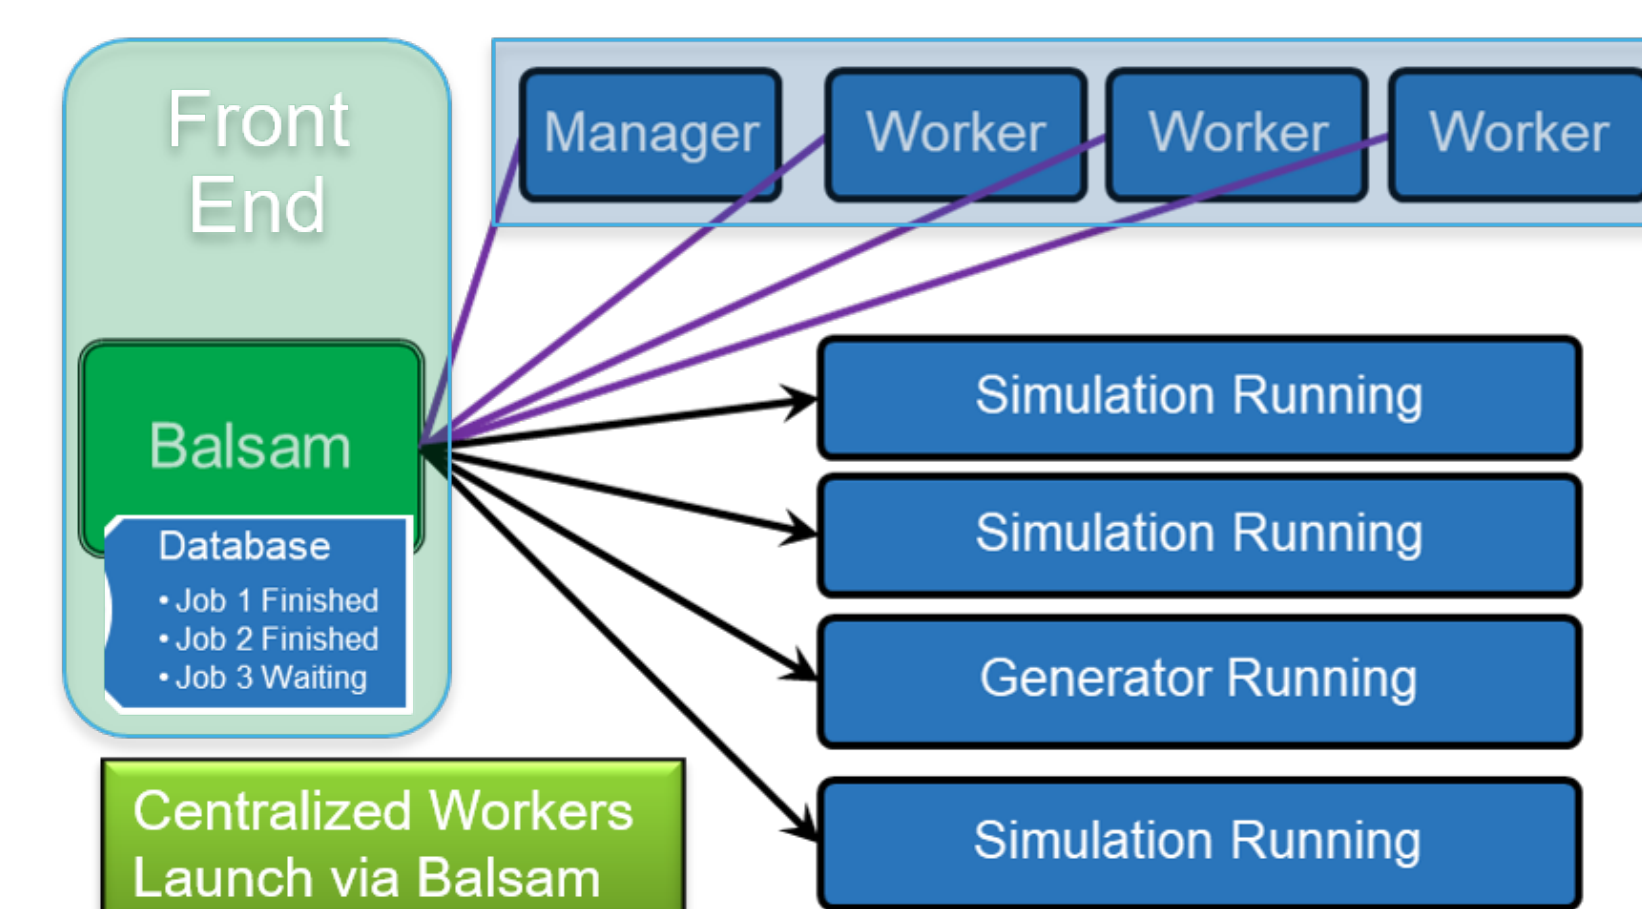 Front
End
Manager
Worker
Worker
Worker
Balsam
Database
• Job 1 Finished
• Job 2 Finished
• Job 3 Waiting
Simulation Running
Simulation Running
Generator Running
Simulation Running
Centralized Workers
Launch via Balsam